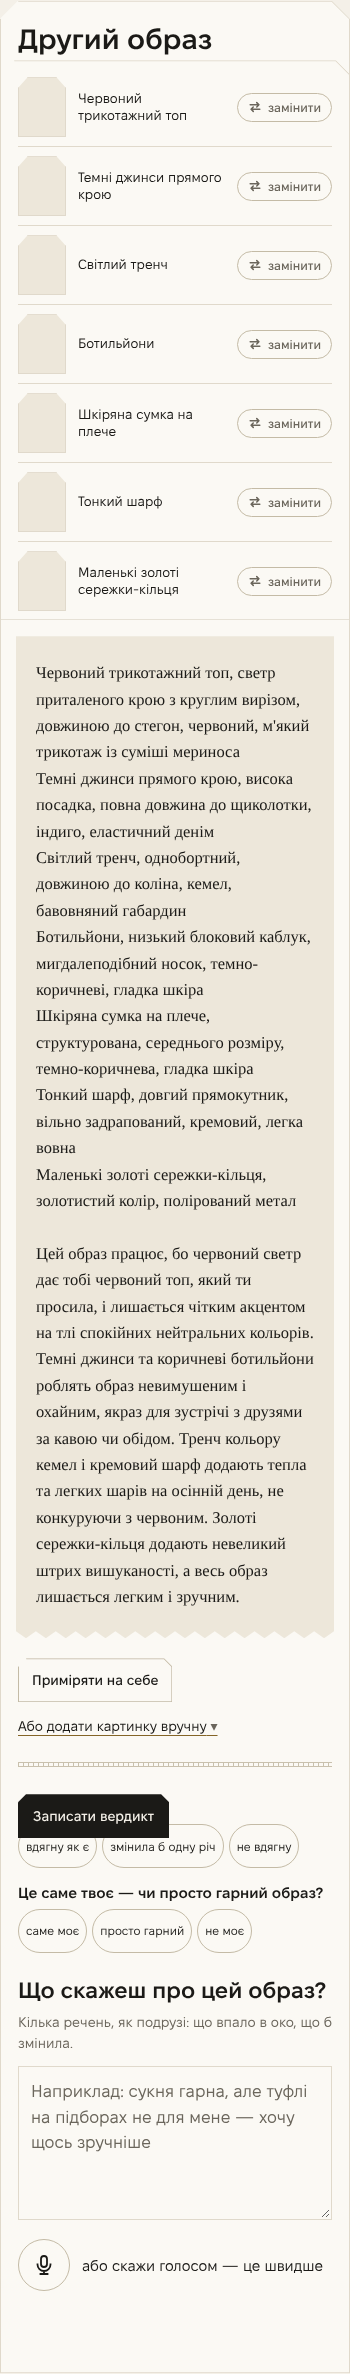 Другий образ
Червоний
трикотажний топ
замінити
Темні джинси прямого
крою
замінити
Світлий тренч
замінити
Ботильйони
замінити
Шкіряна сумка на
плече
замінити
Тонкий шарф
замінити
Маленькі золоті
сережки-кільця
замінити
Червоний трикотажний топ, светр
приталеного крою з круглим вирізом,
довжиною до стегон, червоний, м'який
трикотаж із суміші мериноса
Темні джинси прямого крою, висока
посадка, повна довжина до щиколотки,
індиго, еластичний денім
Світлий тренч, однобортний,
довжиною до коліна, кемел,
бавовняний габардин
Ботильйони, низький блоковий каблук,
мигдалеподібний носок, темно-
коричневі, гладка шкіра
Шкіряна сумка на плече,
структурована, середнього розміру,
темно-коричнева, гладка шкіра
Тонкий шарф, довгий прямокутник,
вільно задрапований, кремовий, легка
вовна
Маленькі золоті сережки-кільця,
золотистий колір, полірований метал
Цей образ працює, бо червоний светр
дає тобі червоний топ, який ти
просила, і лишається чітким акцентом
на тлі спокійних нейтральних кольорів.
Темні джинси та коричневі ботильйони
роблять образ невимушеним і
охайним, якраз для зустрічі з друзями
за кавою чи обідом. Тренч кольору
кемел і кремовий шарф додають тепла
та легких шарів на осінній день, не
конкуруючи з червоним. Золоті
сережки-кільця додають невеликий
штрих вишуканості, а весь образ
лишається легким і зручним.
Приміряти на себе
Або додати картинку вручну ▾
Записати вердикт
вдягну як є
змінила б одну річ
не вдягну
Це саме твоє — чи просто гарний образ?
саме моє
просто гарний
не моє
Що скажеш про цей образ?
Кілька речень, як подрузі: що впало в око, що б
змінила.
Наприклад: сукня гарна, але туфлі
на підборах не для мене — хочу
щось зручніше
або скажи голосом — це швидше